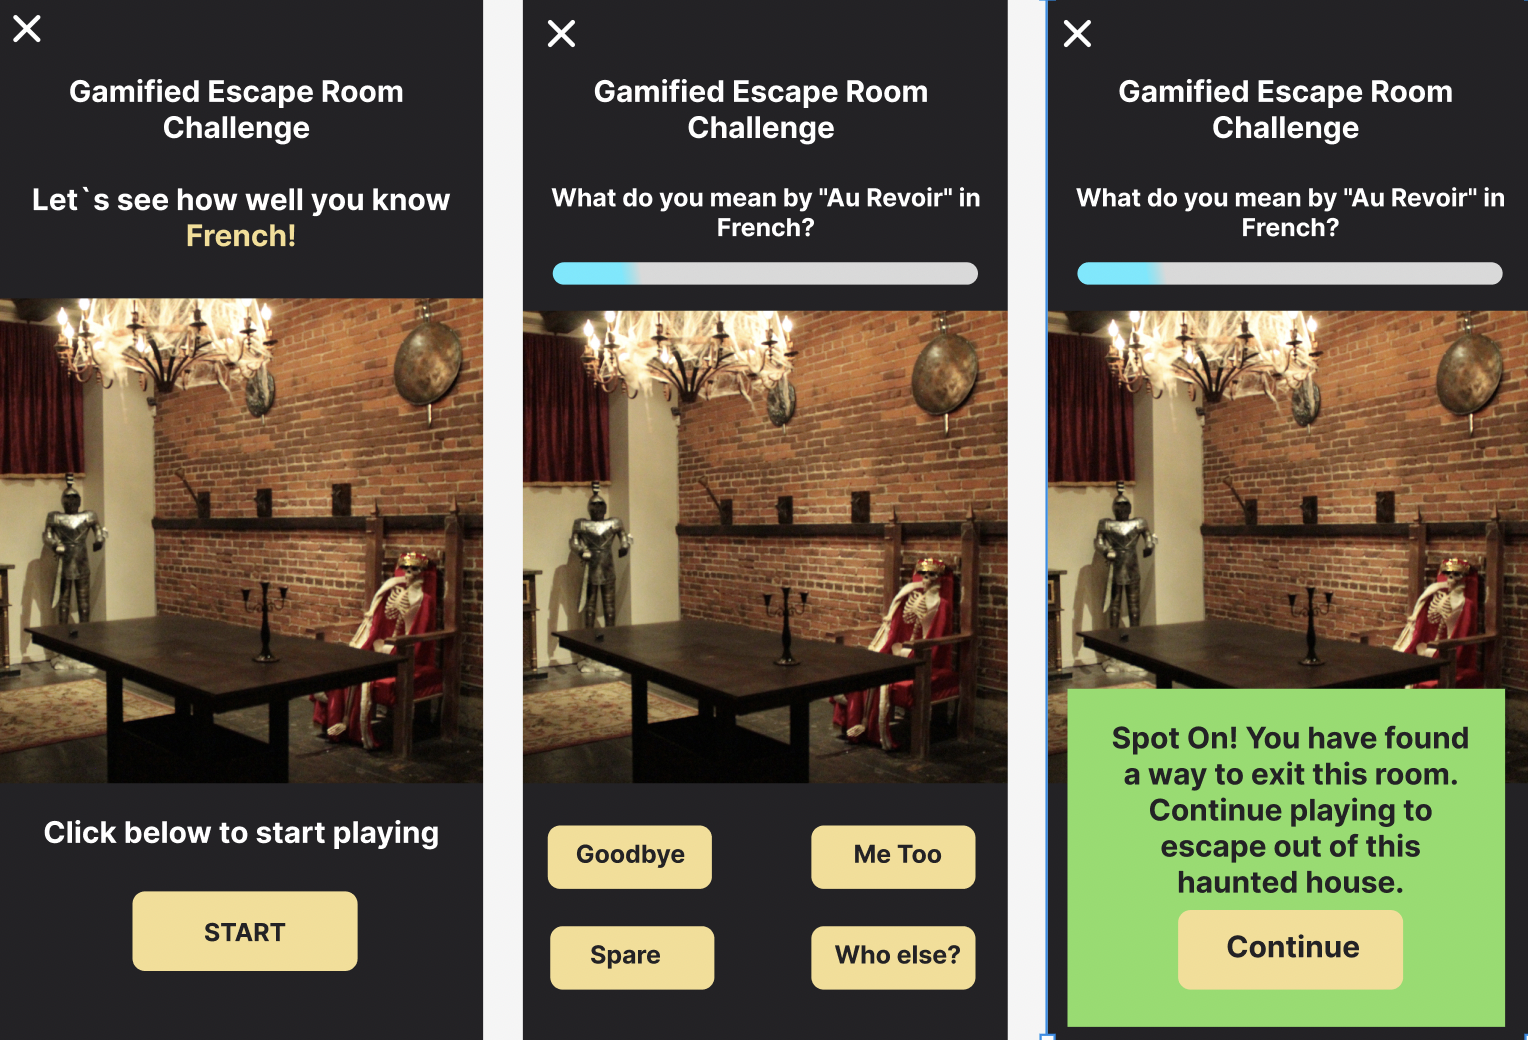 Gamified Escape Room
Challenge
Let`s see how well you know
French!
Click below to start playing
START
Gamified Escape Room
Challenge
What do you mean by "Au Revoir" in
French?
Goodbye
Me Too
Spare
Who else?
Gamified Escape Room
Challenge
What do you mean by "Au Revoir" in
French?
Spot On! You have found
a way to exit this room.
Continue playing to
escape out of this
haunted house.
Continue